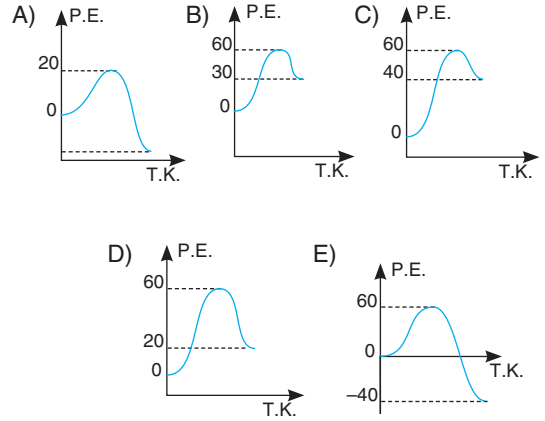 A) P.E.
20
0
T.K.
B) P.E.
60
30
0
T.K.
C) P.E.
60
40
0
T.K.
D) P.E.
60
20
0
T.K.
E) P.E.
60
0
T.K.
–40